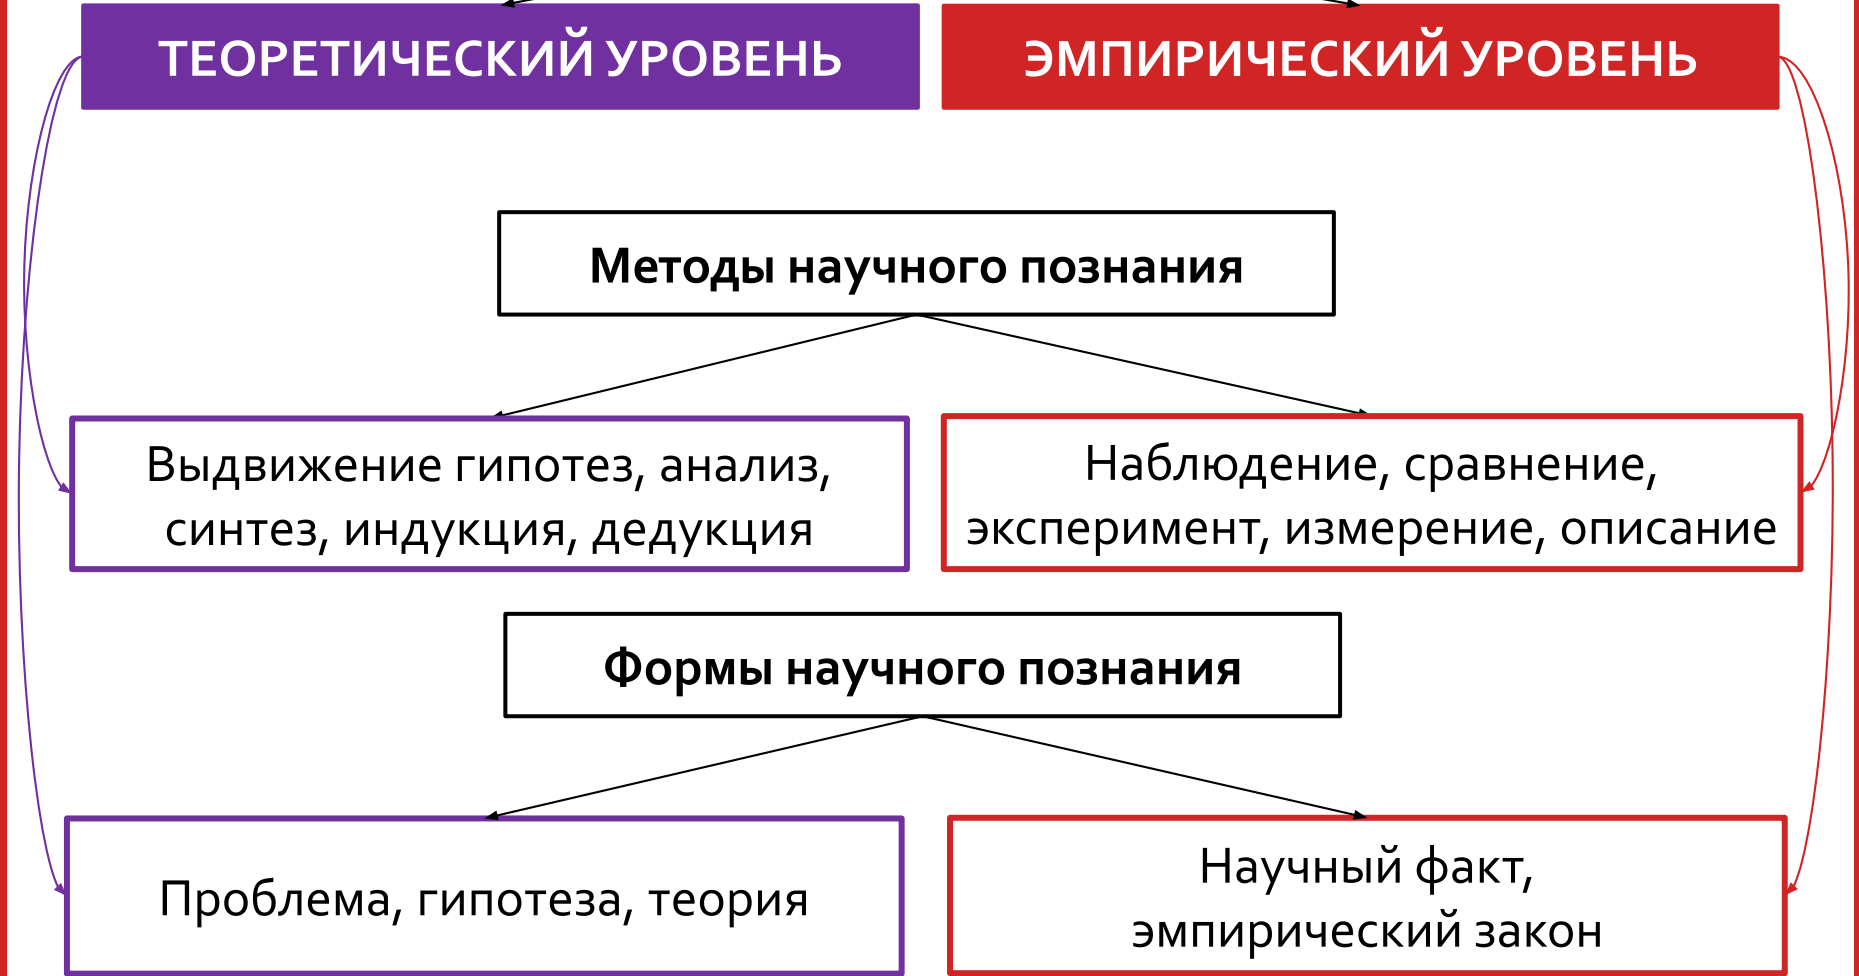 ТЕОРЕТИЧЕСКИЙ УРОВЕНЬ
ЭМПИРИЧЕСКИЙ УРОВЕНЬ
Методы научного познания
Выдвижение гипотез, анализ,
синтез, индукция, дедукция
Наблюдение, сравнение,
эксперимент, измерение, описание
Формы научного познания
Проблема, гипотеза, теория
Научный факт,
эмпирический закон